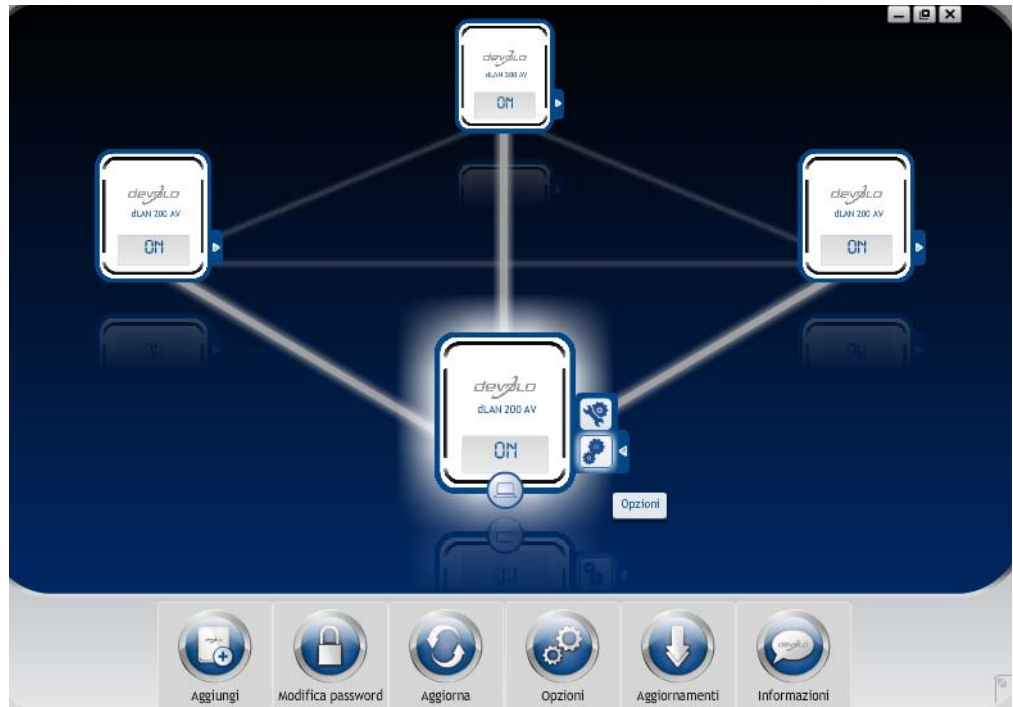 devolo
dLAN 200 AV
ON
devolo
dLAN 200 AV
ON
devolo
dLAN 200 AV
ON
devolo
dLAN 200 AV
ON
Opzioni
Aggiungi
Modifica password
Aggiorna
Opzioni
Aggiornamenti
devolo
Informazioni